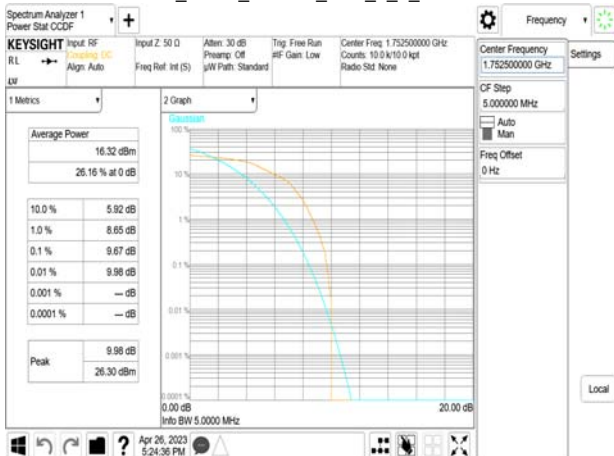 Spectrum Analyzer 1
Power Stat CCDF
+
Frequency
KEYSIGHT
RL
Input: RF
Coupling: DC
Align: Auto
Input Z: 50 Ω
Freq Ref: Int (S)
Atten: 30 dB
Preamp: Off
µW Path: Standard
Trig: Free Run
#IF Gain: Low
Center Freq: 1.752500000 GHz
Counts: 10.0 k/10.0 kpt
Radio Std: None
Center Frequency
1.752500000 GHz
Settings
CF Step
5.000000 MHz
Auto
Man
Freq Offset
0 Hz
1 Metrics
2 Graph
Average Power
16.32 dBm
26.16 % at 0 dB
10.0 % 5.92 dB
1.0 % 8.65 dB
0.1 % 9.67 dB
0.01 % 9.98 dB
0.001 % --- dB
0.0001 % --- dB
Peak
9.98 dB
26.30 dBm
Gaussian
100 %
10 %
1 %
0.1 %
0.01 %
0.001 %
0.0001 %
0.00 dB 20.00 dB
Info BW 5.0000 MHz
Local
?
Apr 26, 2023
5:24:36 PM